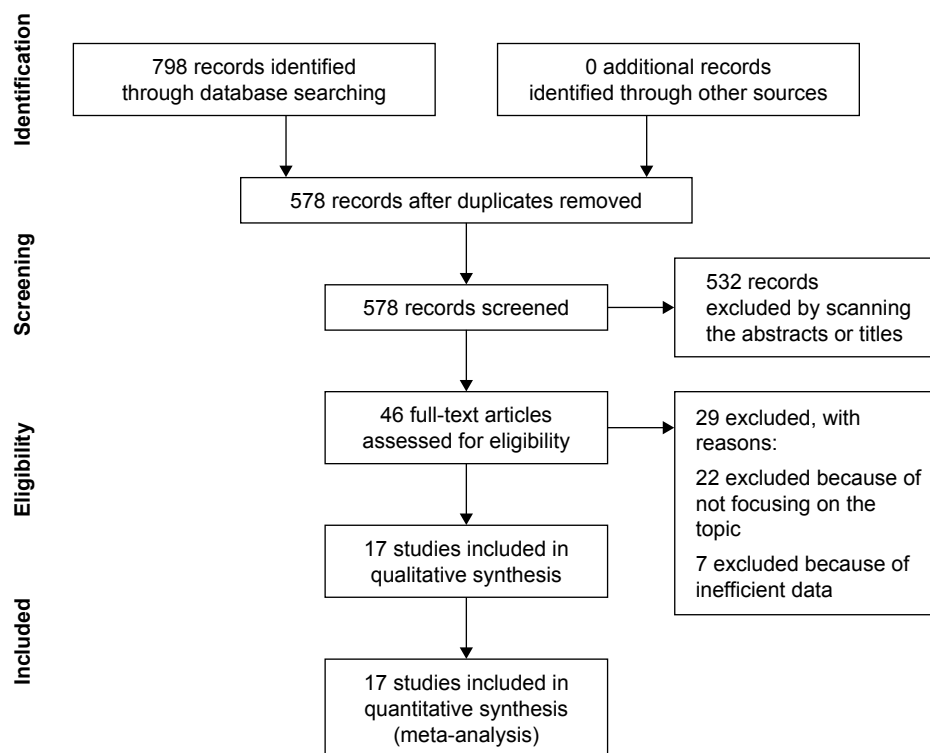 Identification
798 records identified
through database searching
0 additional records
identified through other sources
578 records after duplicates removed
Screening
578 records screened
532 records
excluded by scanning
the abstracts or titles
Eligibility
46 full-text articles
assessed for eligibility
29 excluded, with
reasons:
22 excluded because of
not focusing on the
topic
7 excluded because of
inefficient data
17 studies included in
qualitative synthesis
Included
17 studies included in
quantitative synthesis
(meta-analysis)